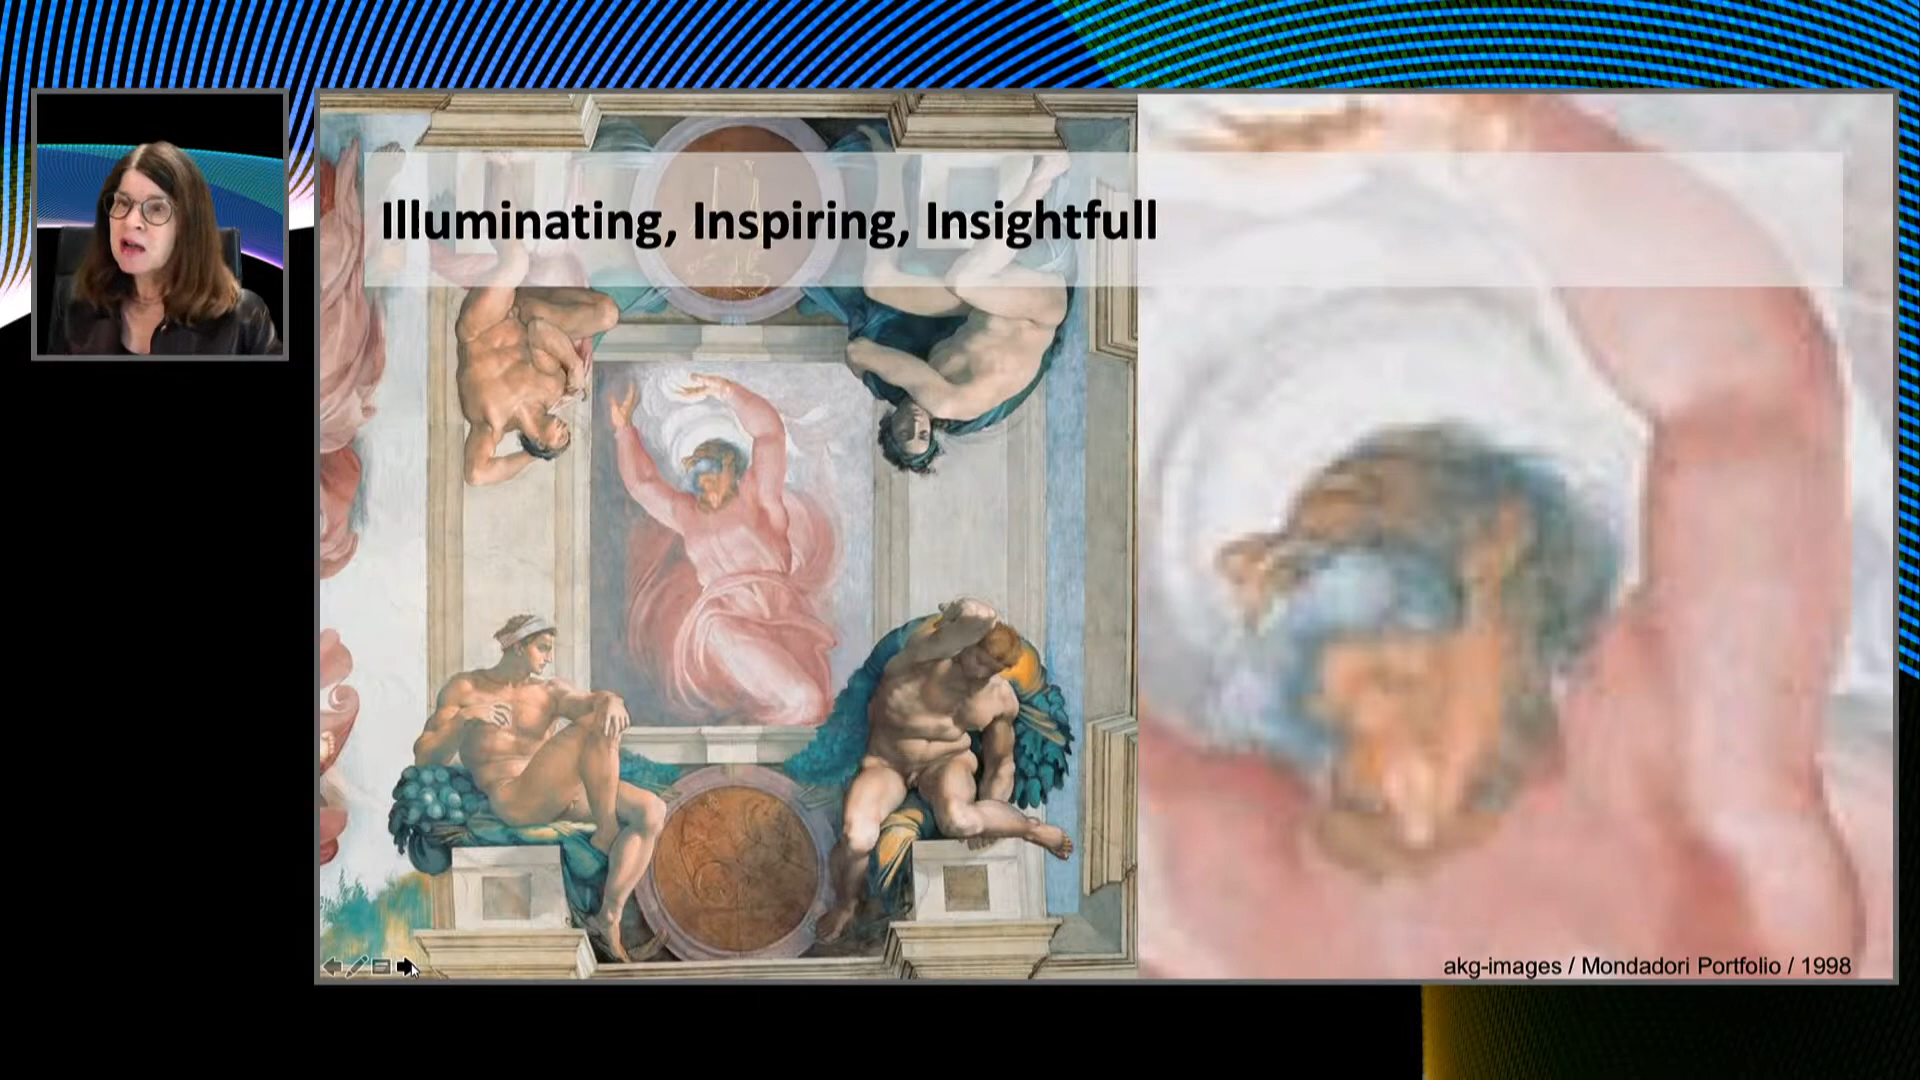 Illuminating, Inspiring, Insightfull
akg-images / Mondadori Portfolio / 1998